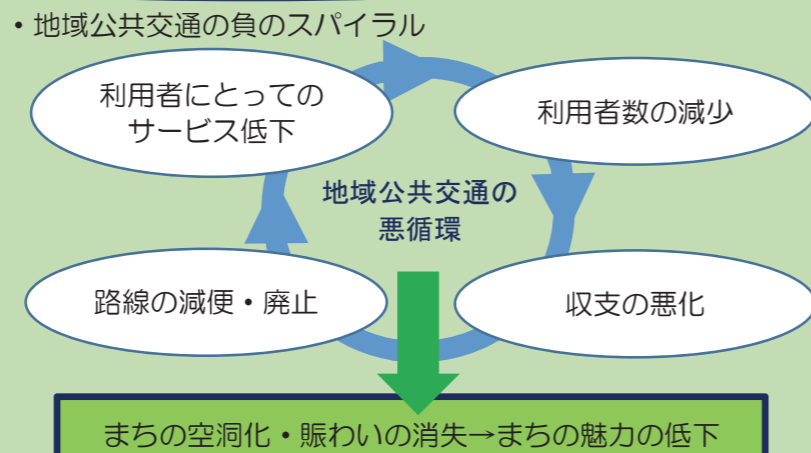 ・地域公共交通の負のスパイラル
利用者にとっての
サービス低下
利用者数の減少
地域公共交通の
悪循環
路線の減便・廃止
収支の悪化
まちの空洞化・賑わいの消失→まちの魅力の低下